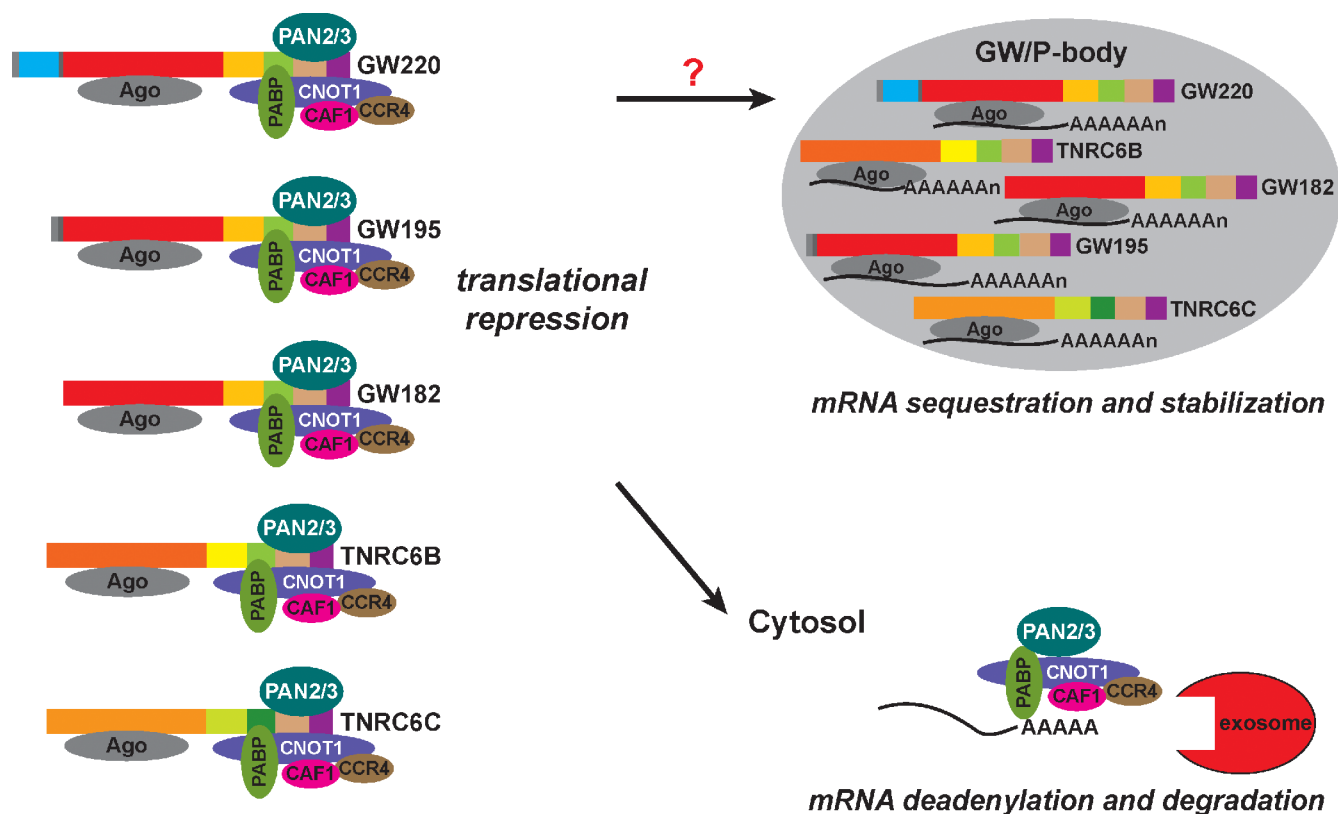 PAN2/3
GW220
Ago
PABP
CNOT1
CAF1
CCR4
PAN2/3
GW195
Ago
PABP
CNOT1
CAF1
CCR4
PAN2/3
GW182
Ago
PABP
CNOT1
CAF1
CCR4
PAN2/3
TNRC6B
Ago
PABP
CNOT1
CAF1
CCR4
PAN2/3
TNRC6C
Ago
PABP
CNOT1
CAF1
CCR4
translational
repression
?
GW/P-body
GW220
Ago
AAAAAAn
TNRC6B
Ago
AAAAAAn
GW182
Ago
AAAAAAn
GW195
Ago
AAAAAAn
TNRC6C
Ago
AAAAAAn
mRNA sequestration and stabilization
Cytosol
PAN2/3
PABP
CNOT1
CAF1
CCR4
AAAAA
exosome
mRNA deadenylation and degradation